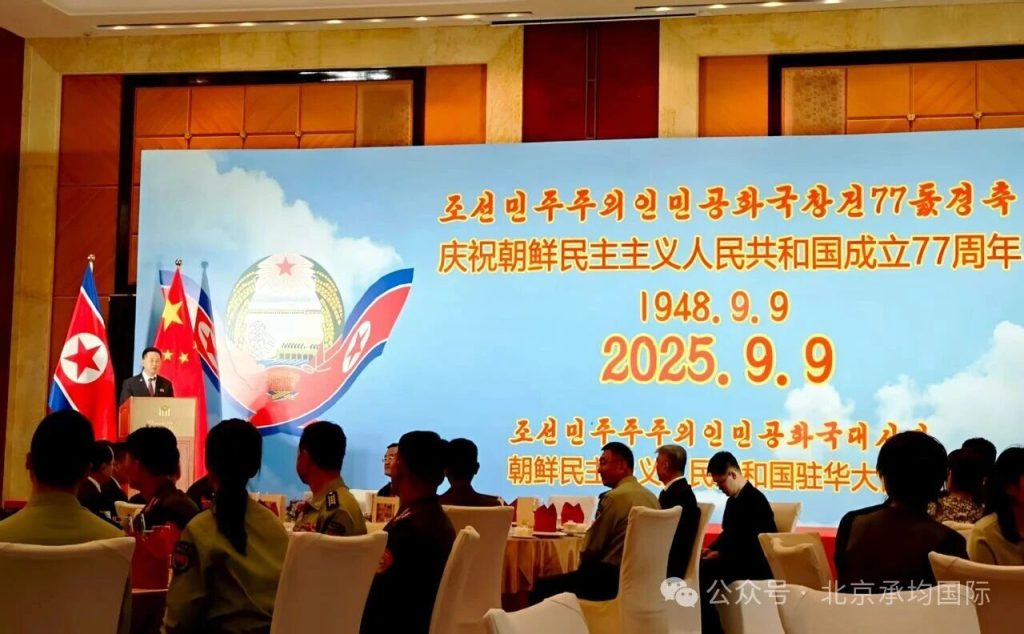 조선민주주의인민공화국창건77돐경축
庆祝朝鲜民主主义人民共和国成立77周年
1948.9.9
2025.9.9
조선민주주의인민공화국대사관
朝鲜民主主义人民共和国驻华大
公众号 · 北京承均国际